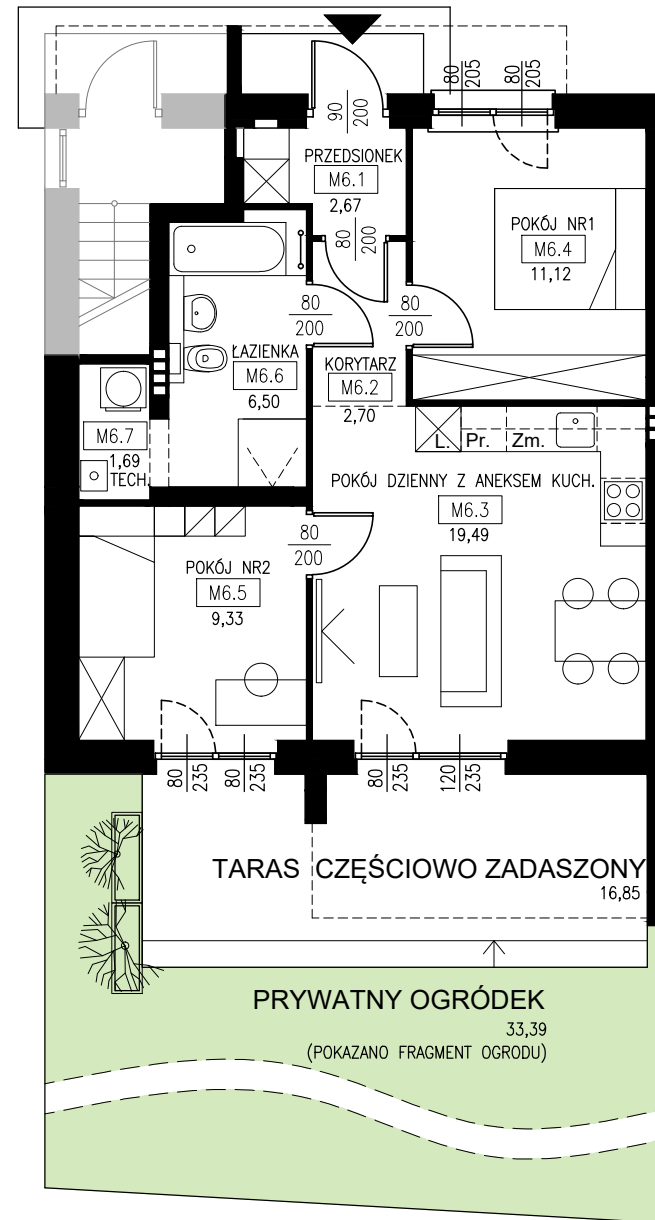 80
205
80
205
90
200
PRZEDSIONEK
M6.1
2,67
80
200
POKÓJ NR1
M6.4
11,12
80
200
80
200
ŁAZIENKA
M6.6
6,50
KORYTARZ
M6.2
2,70
M6.7
1,69
TECH.
L.
Pr.
Zm.
POKÓJ DZIENNY Z ANEKSEM KUCH.
M6.3
19,49
80
200
POKÓJ NR2
M6.5
9,33
80
235
80
235
80
235
120
235
TARAS CZĘŚCIOWO ZADASZONY
16,85
PRYWATNY OGRÓDEK
33,39
(POKAZANO FRAGMENT OGRODU)